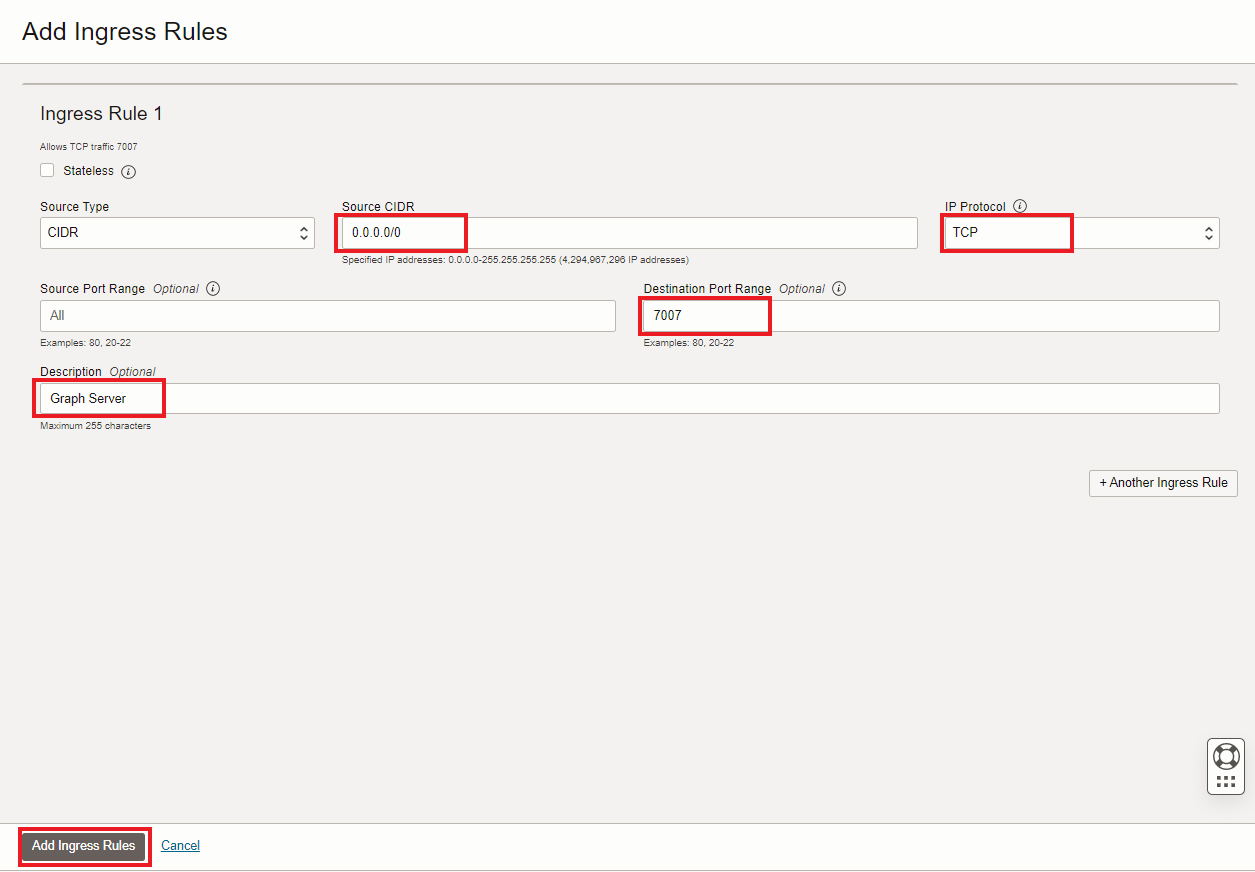 Add Ingress Rules
Ingress Rule 1
Allows TCP traffic 7007
Stateless
Source Type
Source CIDR
IP Protocol
CIDR
0.0.0.0/0
TCP
Specified IP addresses: 0.0.0.0-255.255.255.255 (4,294,967,296 IP addresses)
Source Port Range Optional
Destination Port Range Optional
All
7007
Examples: 80, 20-22
Examples: 80, 20-22
Description Optional
Graph Server
Maximum 255 characters
+ Another Ingress Rule
Add Ingress Rules
Cancel